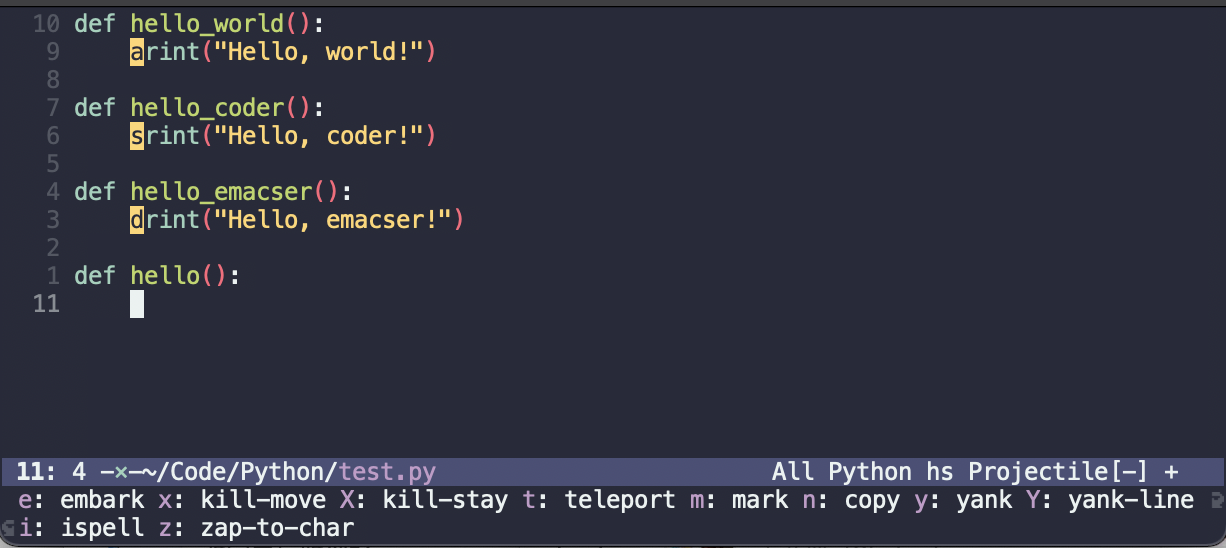 10 def hello_world():
9 arint("Hello, world!")
8
7 def hello_coder():
6 srint("Hello, coder!")
5
4 def hello_emacser():
3 drint("Hello, emacser!")
2
1 def hello():
11
11: 4 —×—~/Code/Python/test.py All Python hs Projectile[-] +
e: embark x: kill-move X: kill-stay t: teleport m: mark n: copy y: yank Y: yank-line
i: ispell z: zap-to-char